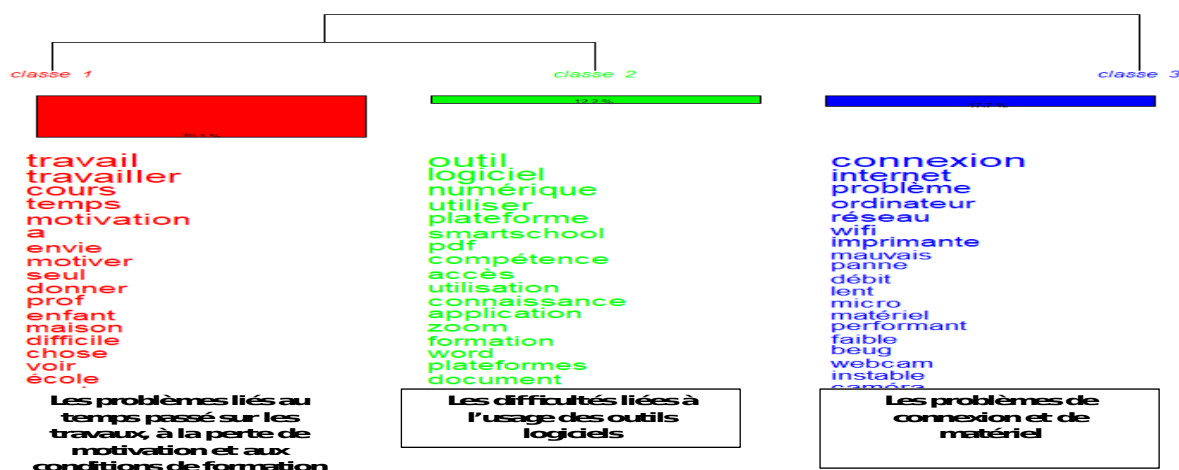 classe 1
classe 2
classe 3
12.2 %
travail
travailler
cours
temps
motivation
a
envie
motiver
seul
donner
prof
enfant
maison
difficile
chose
voir
école
Les problèmes liés au
temps passé sur les
travaux, à la perte de
motivation et aux
conditions de formation
outil
logiciel
numérique
utiliser
plateforme
smartschool
pdf
compétence
accès
utilisation
connaissance
application
zoom
formation
word
plateformes
document
Les difficultés liées à
l'usage des outils
logiciels
connexion
internet
problème
ordinateur
réseau
wifi
imprimante
mauvais
panne
débit
lent
micro
matériel
performant
faible
beug
webcam
instable
caméra
Les problèmes de
connexion et de
matériel